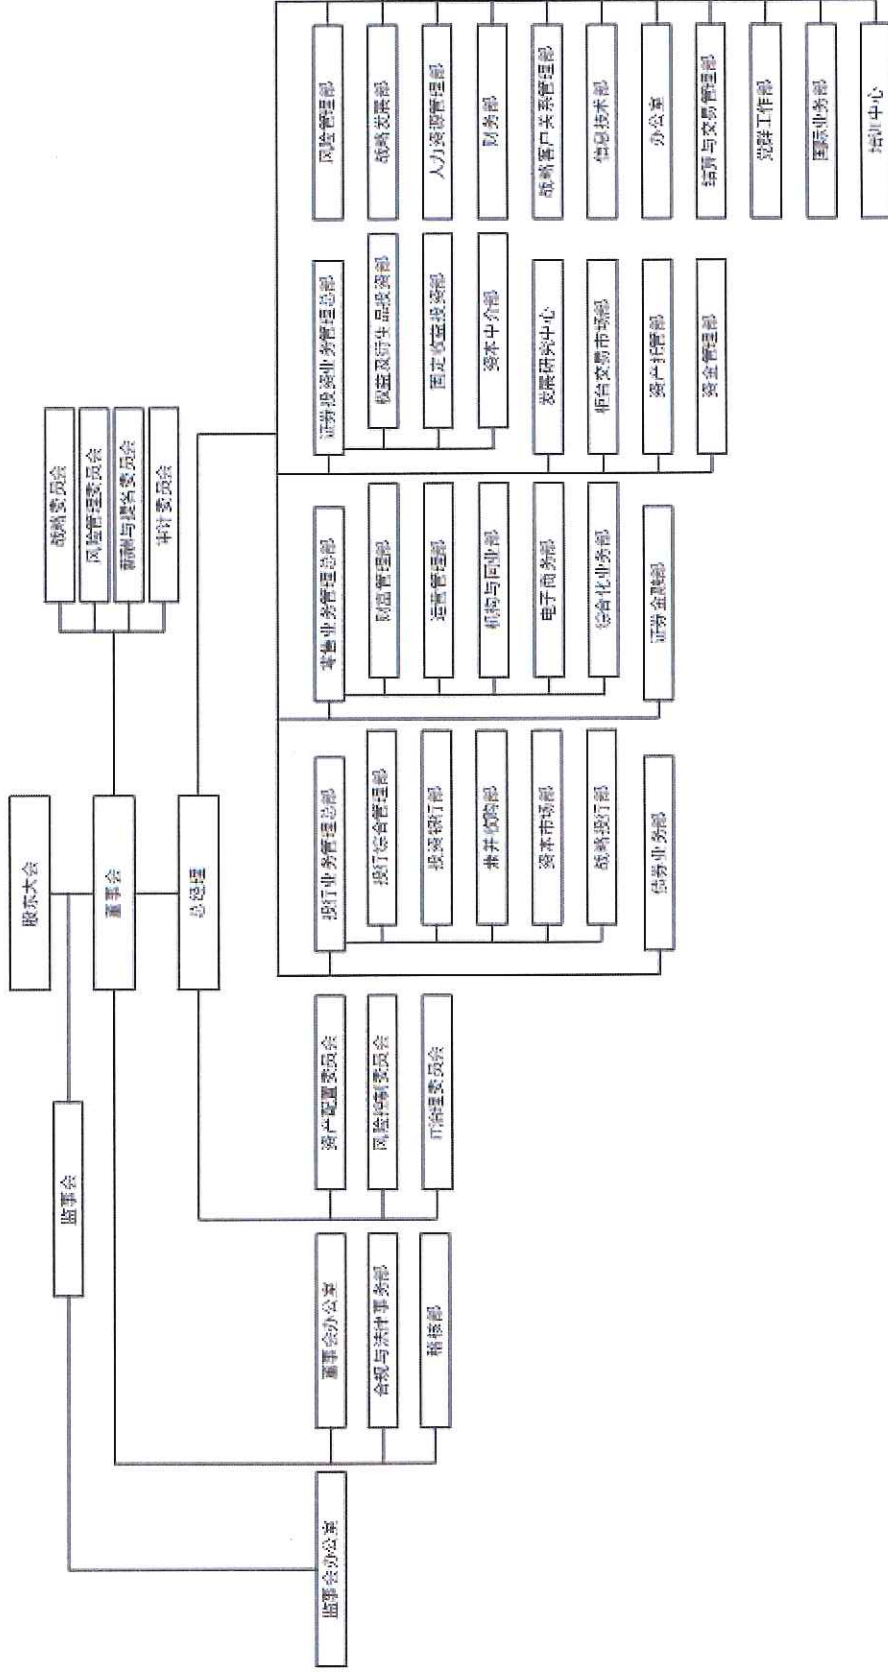 股东大会
监事会
董事会
战略委员会
风险管理委员会
薪酬与提名委员会
审计委员会
总经理
监事会办公室
董事会办公室
合规与法律事务部
稽核部
资产配置委员会
风险控制委员会
IT治理委员会
投行业务管理总部
投行综合管理部
投资银行部
兼并收购部
资本市场部
战略投行部
债券业务部
零售业务管理总部
财富管理部
运营管理部
机构与同业部
电子商务部
综合化业务部
证券金融部
证券投资业务管理总部
权益及衍生品投资部
固定收益投资部
资本中介部
发展研究中心
柜台交易市场部
资产托管部
资金管理部
风险管理部
战略发展部
人力资源管理部
财务部
战略客户关系管理部
信息技术部
办公室
结算与交易管理部
党群工作部
国际业务部
培训中心